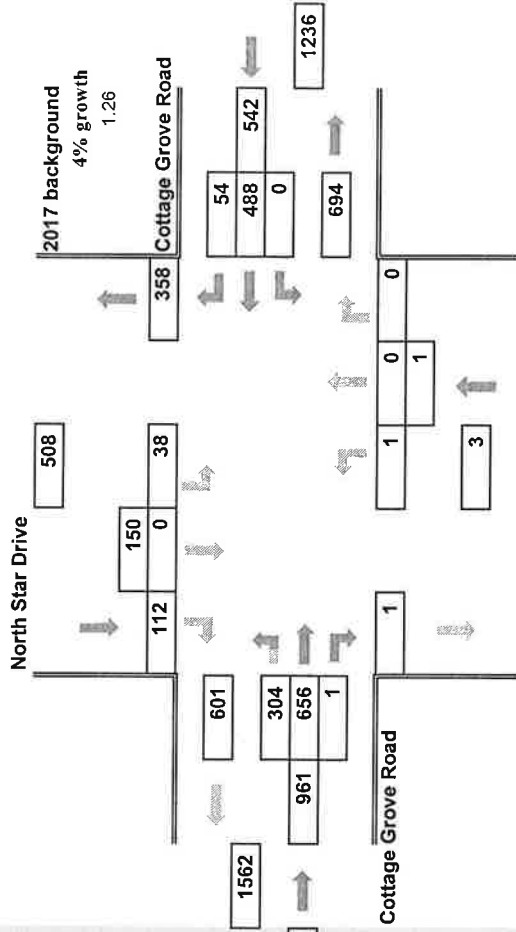 North Star Drive
2017 background
4% growth
1.26
508
150
112 0 38
358 Cottage Grove Road
54
488 542
0
694
1236
601
304
961 656
1
1562
Cottage Grove Road
1
1 0 0
1
3